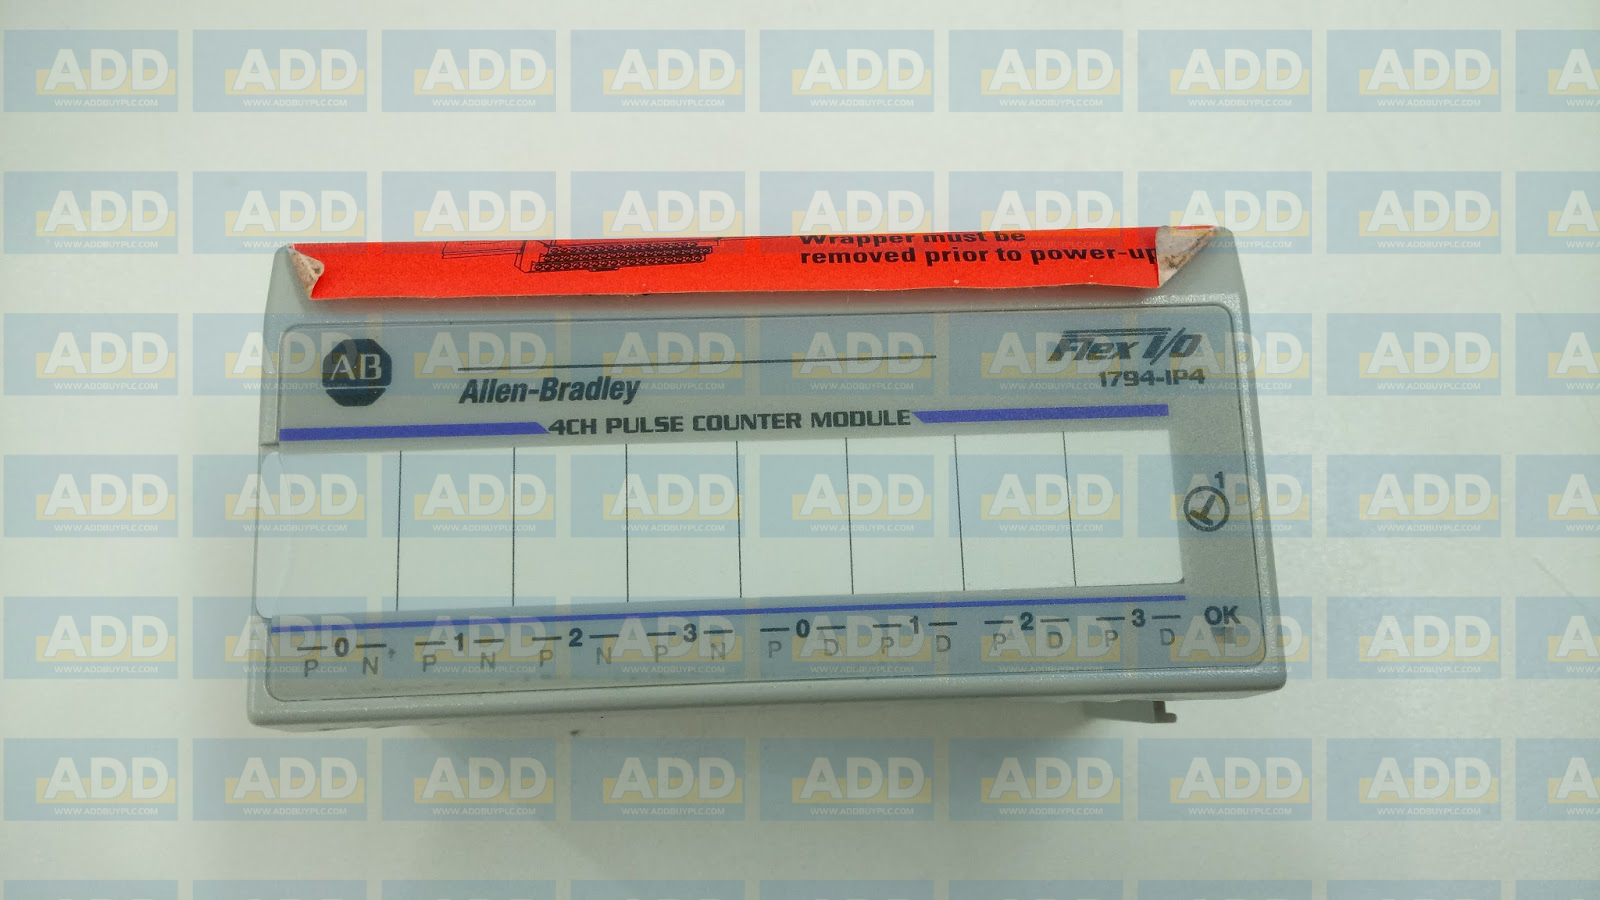 Wrapper must be
removed prior to power-up
AB
Allen-Bradley
Flex I/O
1794-IP4
4CH PULSE COUNTER MODULE
1
0 1 2 3 0 1 2 3 OK
P N P N P N P N P D P D P D P D
ADD
WWW.ADDBUYPLC.COM